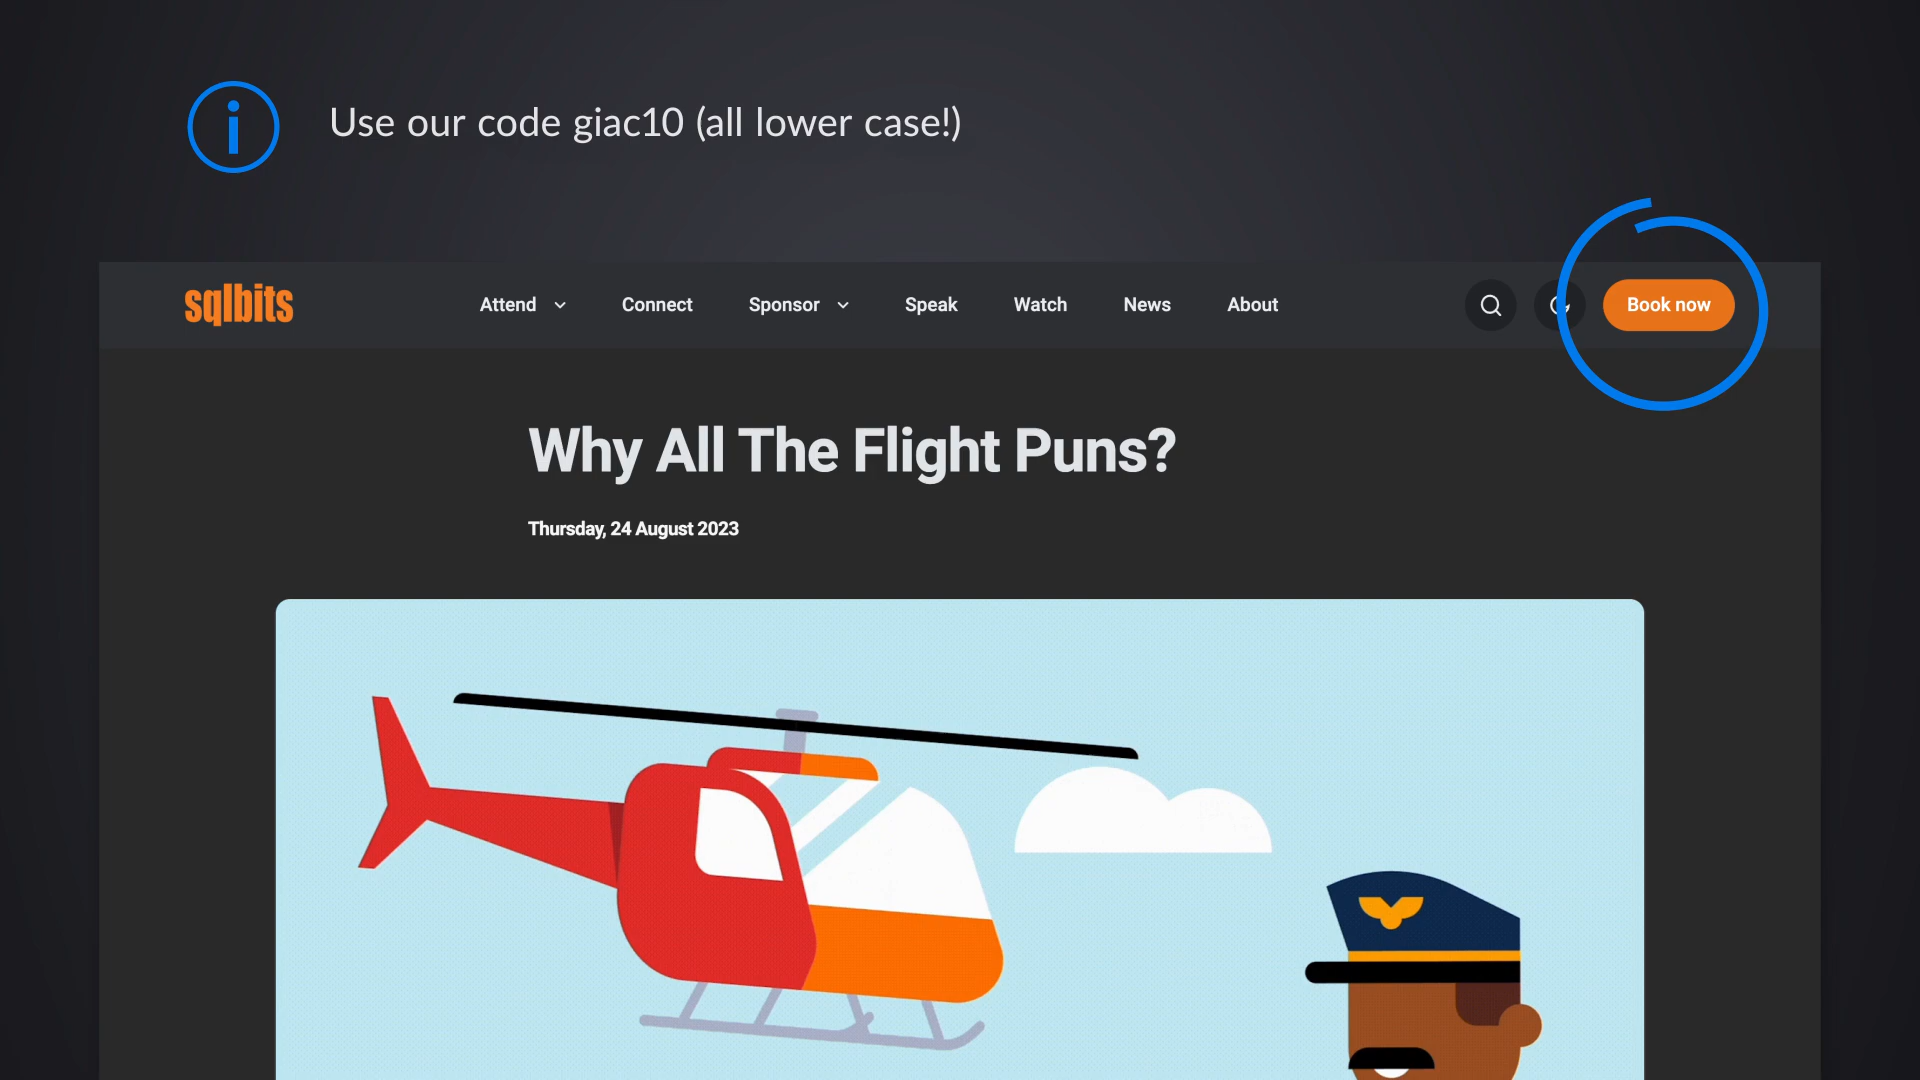 Use our code giac10 (all lower case!)
sqlbits
Attend
Connect
Sponsor
Speak
Watch
News
About
Book now
Why All The Flight Puns?
Thursday, 24 August 2023